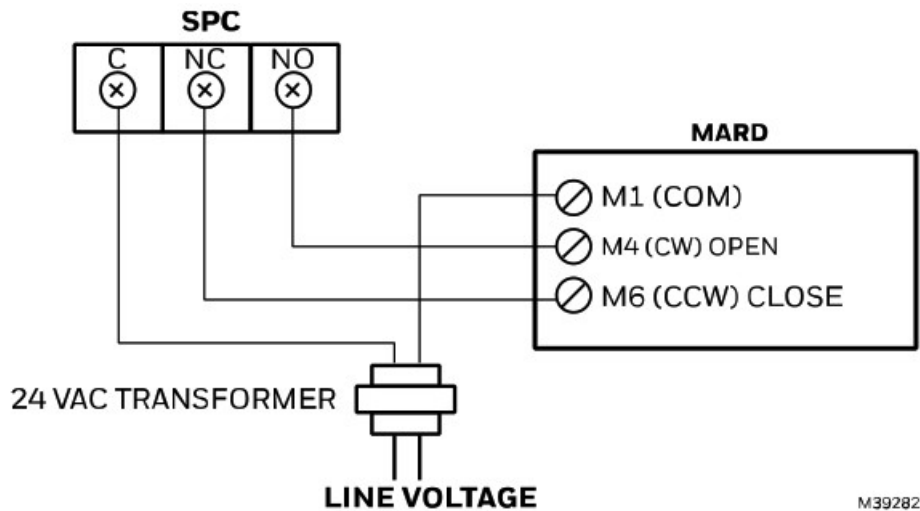 SPC
C NC NO
MARD
M1 (COM)
M4 (CW) OPEN
M6 (CCW) CLOSE
24 VAC TRANSFORMER
LINE VOLTAGE
M39282